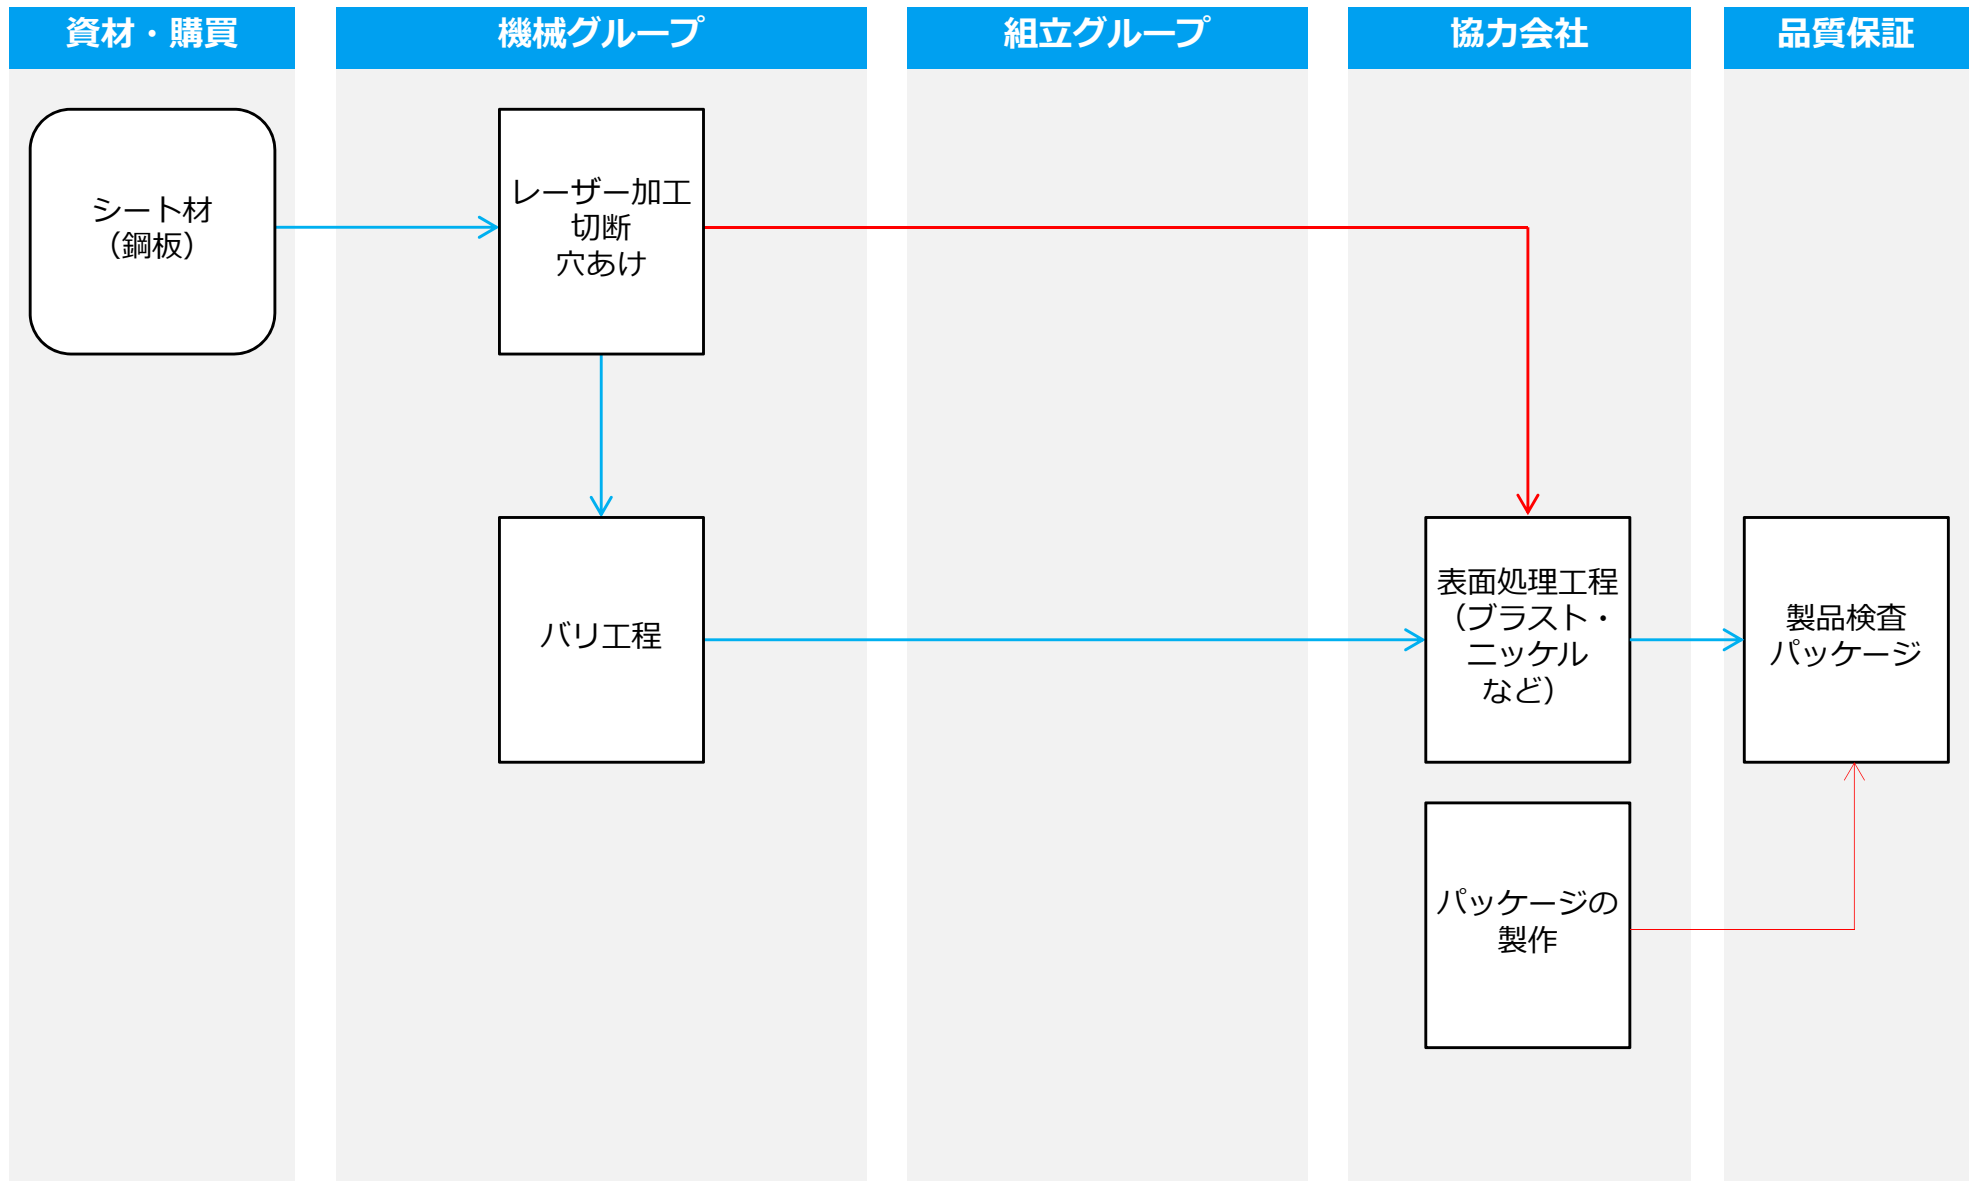 資材・購買
機械グループ
組立グループ
協力会社
品質保証
シート材
（鋼板）
レーザー加工
切断
穴あけ
バリ工程
表面処理工程
（ブラスト・
ニッケル
など）
製品検査
パッケージ
パッケージの
製作